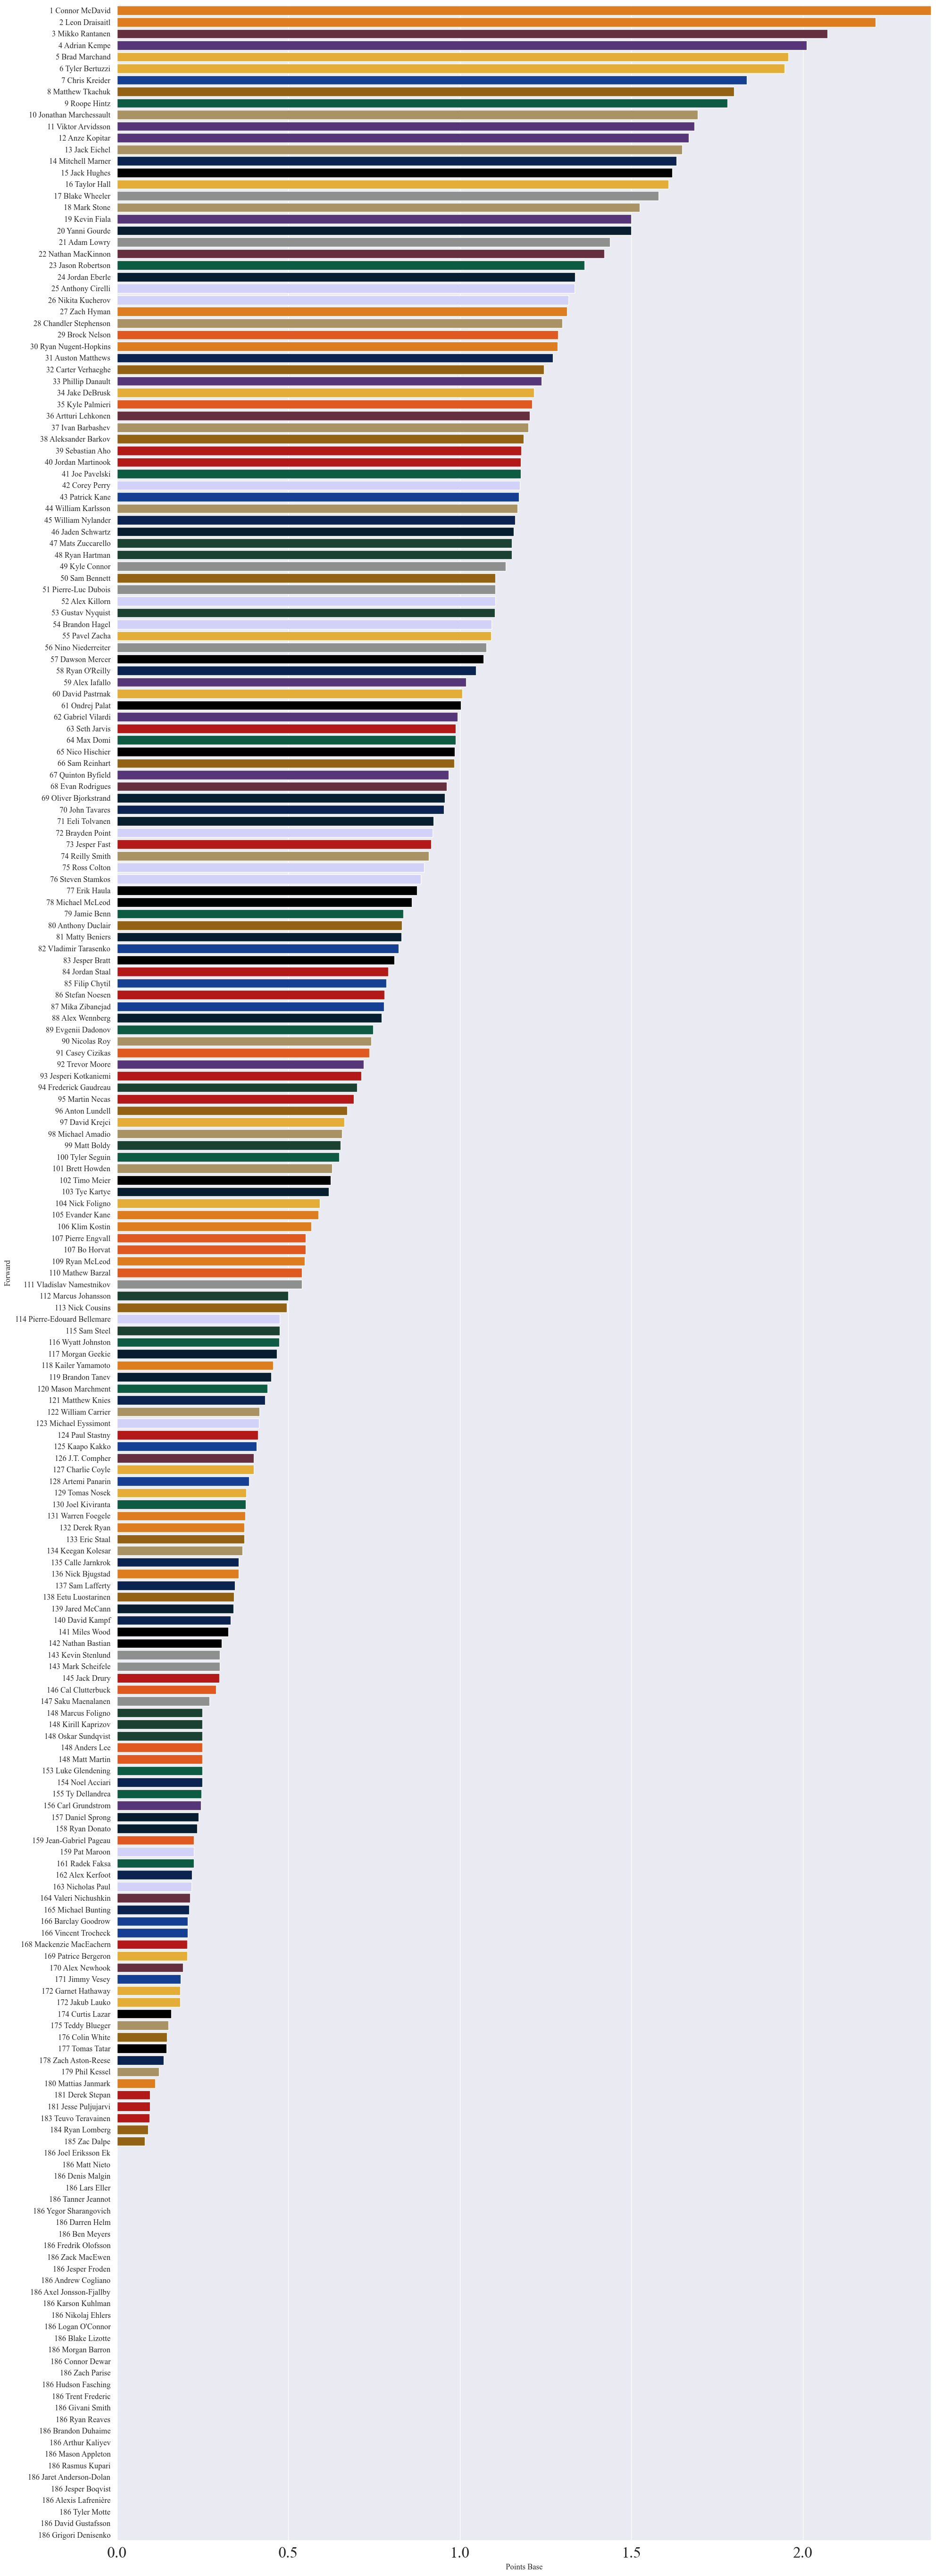 1 Connor McDavid
2 Leon Draisaitl
3 Mikko Rantanen
4 Adrian Kempe
5 Brad Marchand
6 Tyler Bertuzzi
7 Chris Kreider
8 Matthew Tkachuk
9 Roope Hintz
10 Jonathan Marchessault
11 Viktor Arvidsson
12 Anze Kopitar
13 Jack Eichel
14 Mitchell Marner
15 Jack Hughes
16 Taylor Hall
17 Blake Wheeler
18 Mark Stone
19 Kevin Fiala
20 Yanni Gourde
21 Adam Lowry
22 Nathan MacKinnon
23 Jason Robertson
24 Jordan Eberle
25 Anthony Cirelli
26 Nikita Kucherov
27 Zach Hyman
28 Chandler Stephenson
29 Brock Nelson
30 Ryan Nugent-Hopkins
31 Auston Matthews
32 Carter Verhaeghe
33 Phillip Danault
34 Jake DeBrusk
35 Kyle Palmieri
36 Artturi Lehkonen
37 Ivan Barbashev
38 Aleksander Barkov
39 Sebastian Aho
40 Jordan Martinook
41 Joe Pavelski
42 Corey Perry
43 Patrick Kane
44 William Karlsson
45 William Nylander
46 Jaden Schwartz
47 Mats Zuccarello
48 Ryan Hartman
49 Kyle Connor
50 Sam Bennett
51 Pierre-Luc Dubois
52 Alex Killorn
53 Gustav Nyquist
54 Brandon Hagel
55 Pavel Zacha
56 Nino Niederreiter
57 Dawson Mercer
58 Ryan O'Reilly
59 Alex Iafallo
60 David Pastrnak
61 Ondrej Palat
62 Gabriel Vilardi
63 Seth Jarvis
64 Max Domi
65 Nico Hischier
66 Sam Reinhart
67 Quinton Byfield
68 Evan Rodrigues
69 Oliver Bjorkstrand
70 John Tavares
71 Eeli Tolvanen
72 Brayden Point
73 Jesper Fast
74 Reilly Smith
75 Ross Colton
76 Steven Stamkos
77 Erik Haula
78 Michael McLeod
79 Jamie Benn
80 Anthony Duclair
81 Matty Beniers
82 Vladimir Tarasenko
83 Jesper Bratt
84 Jordan Staal
85 Filip Chytil
86 Stefan Noesen
87 Mika Zibanejad
88 Alex Wennberg
89 Evgenii Dadonov
90 Nicolas Roy
91 Casey Cizikas
92 Trevor Moore
93 Jesperi Kotkaniemi
94 Frederick Gaudreau
95 Martin Necas
96 Anton Lundell
97 David Krejci
98 Michael Amadio
99 Matt Boldy
100 Tyler Seguin
101 Brett Howden
102 Timo Meier
103 Tye Kartye
104 Nick Foligno
105 Evander Kane
106 Klim Kostin
107 Pierre Engvall
107 Bo Horvat
109 Ryan McLeod
110 Mathew Barzal
111 Vladislav Namestnikov
112 Marcus Johansson
113 Nick Cousins
114 Pierre-Edouard Bellemare
115 Sam Steel
116 Wyatt Johnston
117 Morgan Geekie
118 Kailer Yamamoto
119 Brandon Tanev
120 Mason Marchment
121 Matthew Knies
122 William Carrier
123 Michael Eyssimont
124 Paul Stastny
125 Kaapo Kakko
126 J.T. Compher
127 Charlie Coyle
128 Artemi Panarin
129 Tomas Nosek
130 Joel Kiviranta
131 Warren Foegele
132 Derek Ryan
133 Eric Staal
134 Keegan Kolesar
135 Calle Jarnkrok
136 Nick Bjugstad
137 Sam Lafferty
138 Eetu Luostarinen
139 Jared McCann
140 David Kampf
141 Miles Wood
142 Nathan Bastian
143 Kevin Stenlund
143 Mark Scheifele
145 Jack Drury
146 Cal Clutterbuck
147 Saku Maenalanen
148 Marcus Foligno
148 Kirill Kaprizov
148 Oskar Sundqvist
148 Anders Lee
148 Matt Martin
153 Luke Glendening
154 Noel Acciari
155 Ty Dellandrea
156 Carl Grundstrom
157 Daniel Sprong
158 Ryan Donato
159 Jean-Gabriel Pageau
159 Pat Maroon
161 Radek Faksa
162 Alex Kerfoot
163 Nicholas Paul
164 Valeri Nichushkin
165 Michael Bunting
166 Barclay Goodrow
166 Vincent Trocheck
168 Mackenzie MacEachern
169 Patrice Bergeron
170 Alex Newhook
171 Jimmy Vesey
172 Garnet Hathaway
172 Jakub Lauko
174 Curtis Lazar
175 Teddy Blueger
176 Colin White
177 Tomas Tatar
178 Zach Aston-Reese
179 Phil Kessel
180 Mattias Janmark
181 Derek Stepan
181 Jesse Puljujarvi
183 Teuvo Teravainen
184 Ryan Lomberg
185 Zac Dalpe
186 Joel Eriksson Ek
186 Matt Nieto
186 Denis Malgin
186 Lars Eller
186 Tanner Jeannot
186 Yegor Sharangovich
186 Darren Helm
186 Ben Meyers
186 Fredrik Olofsson
186 Zack MacEwen
186 Jesper Froden
186 Andrew Cogliano
186 Axel Jonsson-Fjallby
186 Karson Kuhlman
186 Nikolaj Ehlers
186 Logan O'Connor
186 Blake Lizotte
186 Morgan Barron
186 Connor Dewar
186 Zach Parise
186 Hudson Fasching
186 Trent Frederic
186 Givani Smith
186 Ryan Reaves
186 Brandon Duhaime
186 Arthur Kaliyev
186 Mason Appleton
186 Rasmus Kupari
186 Jaret Anderson-Dolan
186 Jesper Boqvist
186 Alexis Lafrenière
186 Tyler Motte
186 David Gustafsson
186 Grigori Denisenko
Forward
0.0 0.5 1.0 1.5 2.0
Points Base